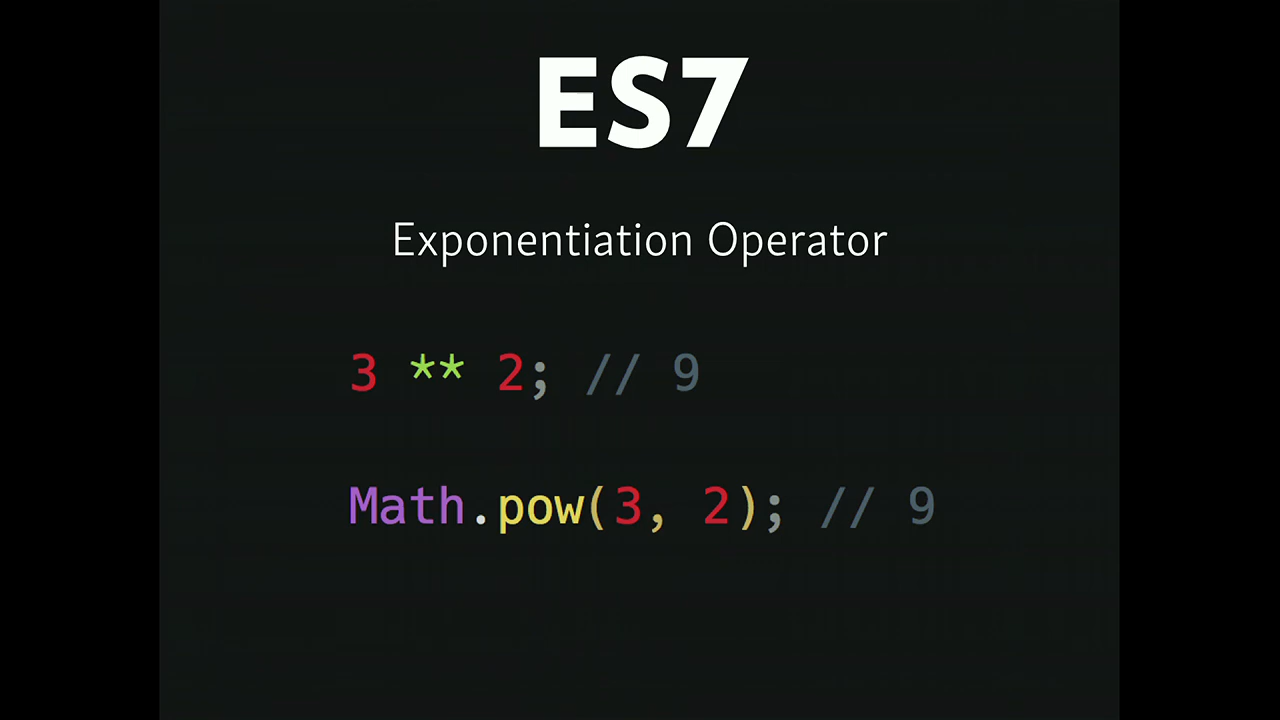 ES7
Exponentiation Operator
3 ** 2; // 9
Math.pow(3, 2); // 9